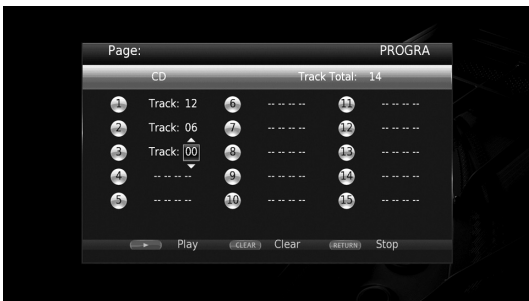 Page: PROGRA
CD Track Total: 14
1 Track: 12 6 -- -- -- -- 11 -- -- -- --
2 Track: 06 7 -- -- -- -- 12 -- -- -- --
3 Track: 00 8 -- -- -- -- 13 -- -- -- --
4 -- -- -- -- 9 -- -- -- -- 14 -- -- -- --
5 -- -- -- -- 10 -- -- -- -- 15 -- -- -- --
Play CLEAR Clear RETURN Stop